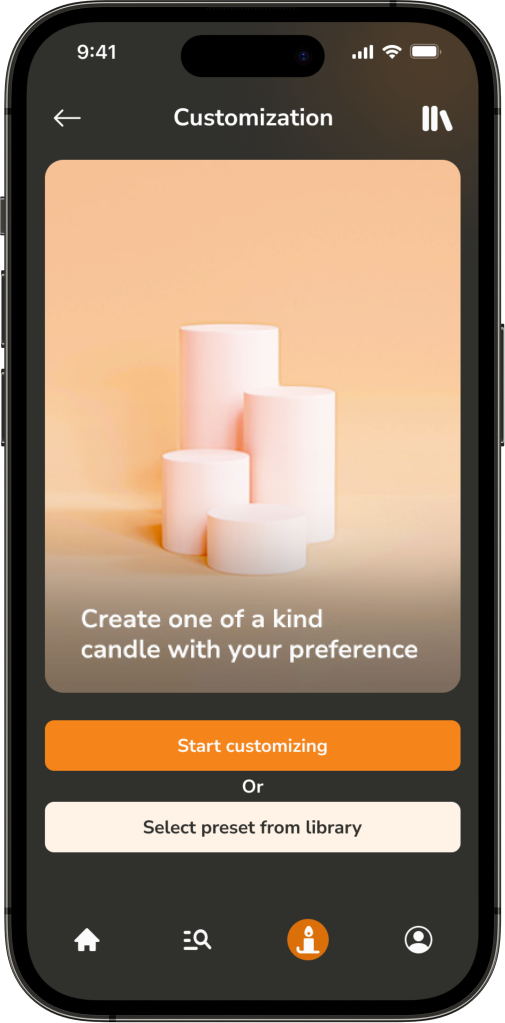 9:41
Customization
Create one of a kind
candle with your preference
Start customizing
Or
Select preset from library